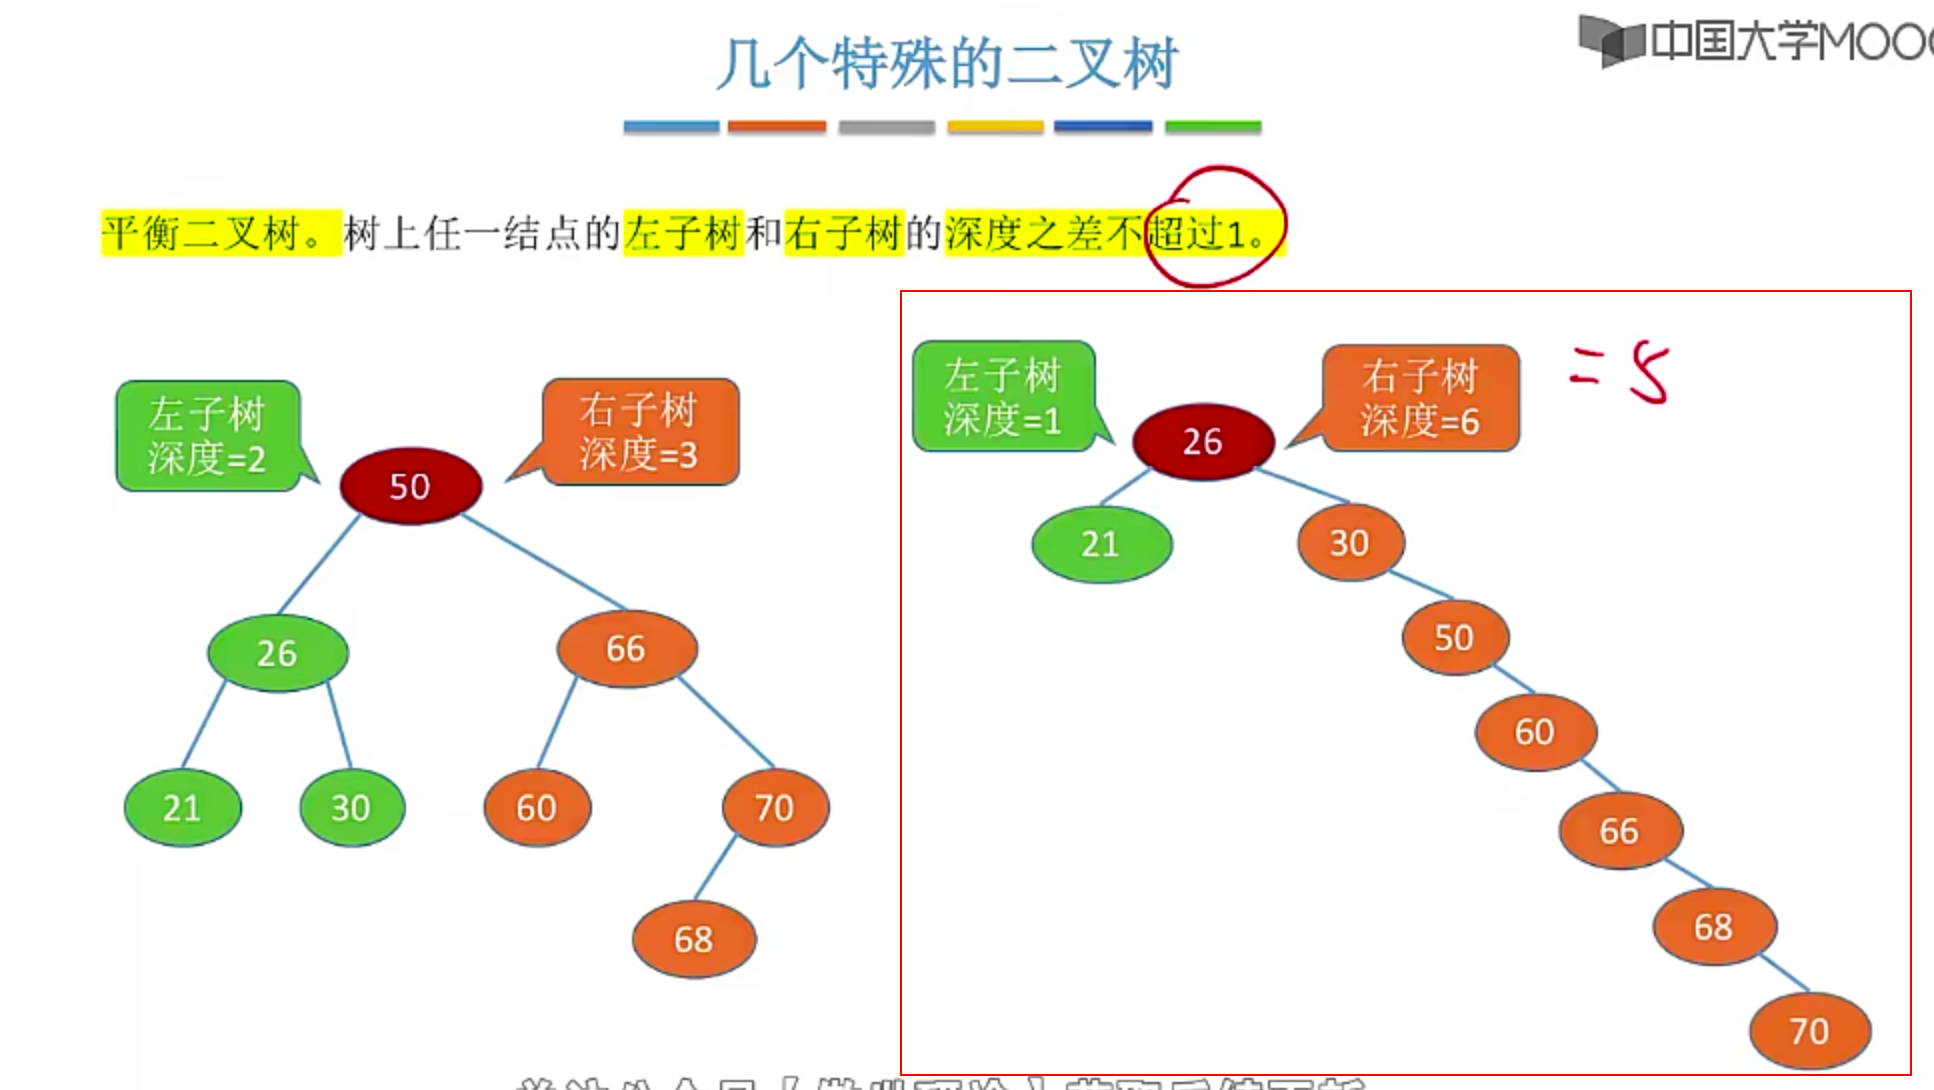 几个特殊的二叉树
中国大学MOO
平衡二叉树。树上任一结点的左子树和右子树的深度之差不超过1。
左子树
深度=2
右子树
深度=3
50
26
66
21
30
60
70
68
左子树
深度=1
右子树
深度=6
= 5
26
21
30
50
60
66
68
70